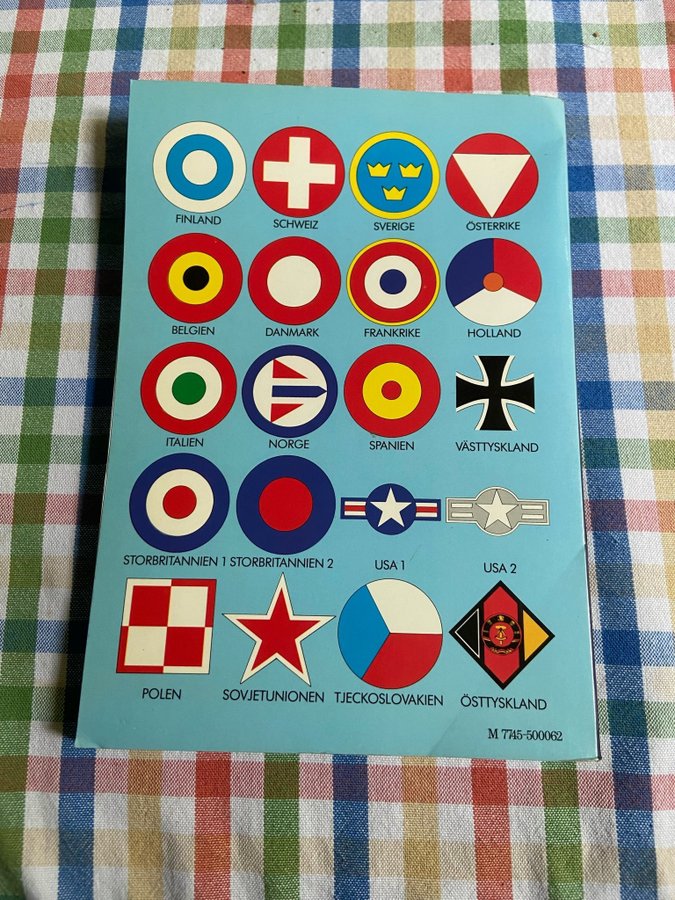 FINLAND SCHWEIZ SVERIGE ÖSTERRIKE
BELGIEN DANMARK FRANKRIKE HOLLAND
ITALIEN NORGE SPANIEN VÄSTTYSKLAND
STORBRITANNIEN 1 STORBRITANNIEN 2 USA 1 USA 2
POLEN SOVJETUNIONEN TJECKOSLOVAKIEN ÖSTTYSKLAND
M 7745-500062